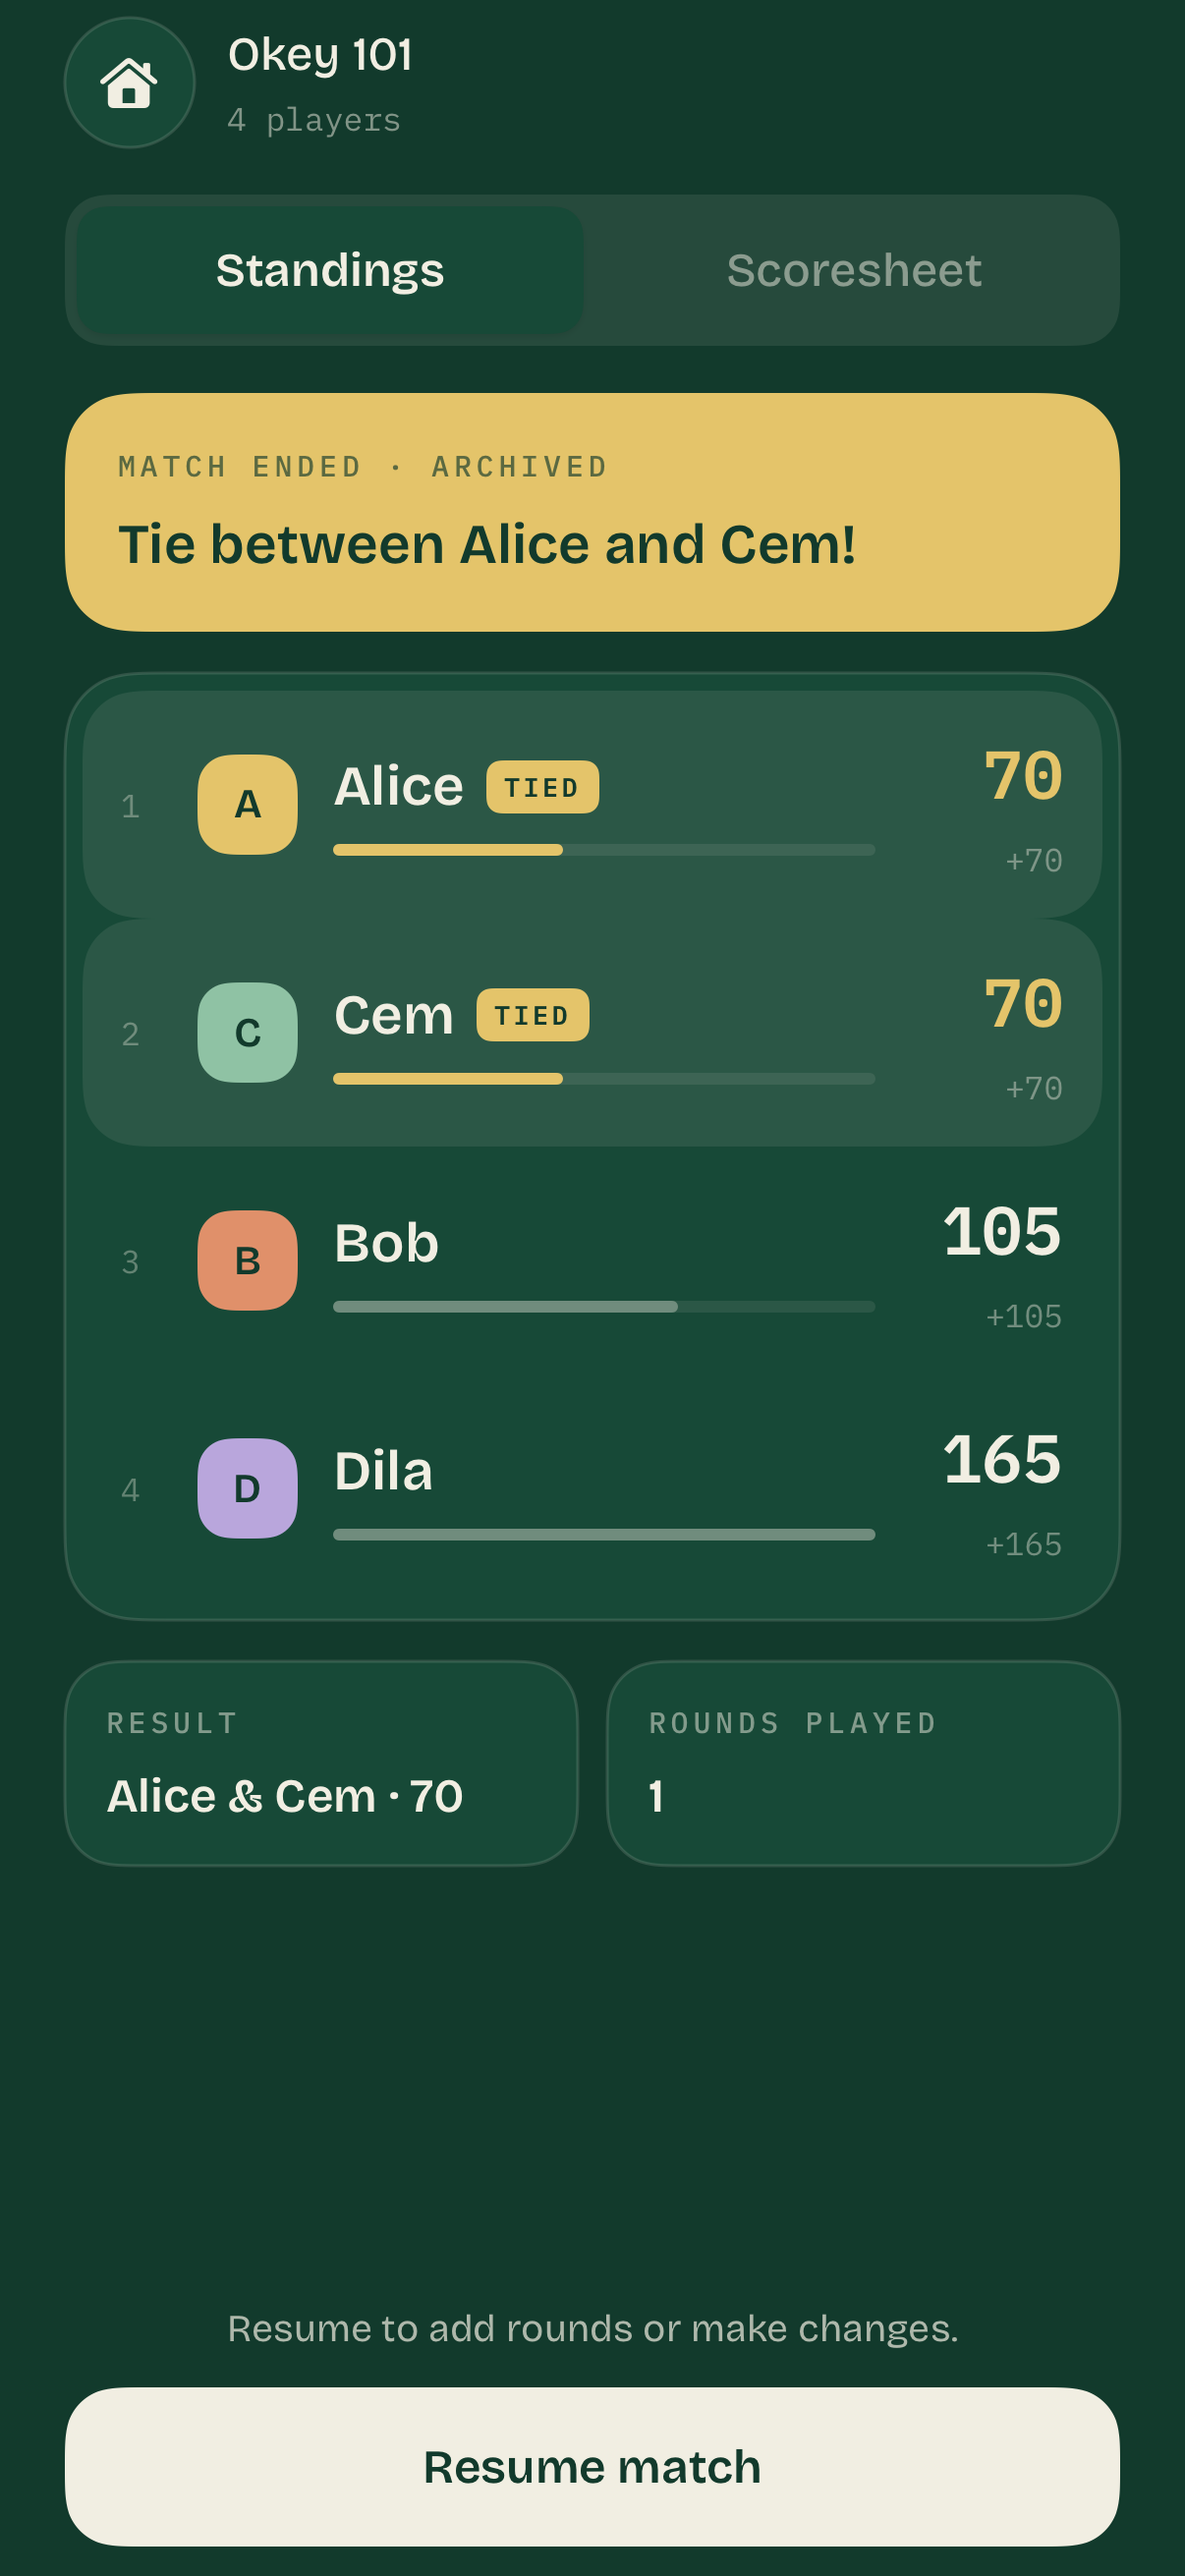 Okey 101
4 players
Standings
Scoresheet
MATCH ENDED · ARCHIVED
Tie between Alice and Cem!
1
A
Alice
TIED
70
+70
2
C
Cem
TIED
70
+70
3
B
Bob
105
+105
4
D
Dila
165
+165
RESULT
Alice & Cem · 70
ROUNDS PLAYED
1
Resume to add rounds or make changes.
Resume match